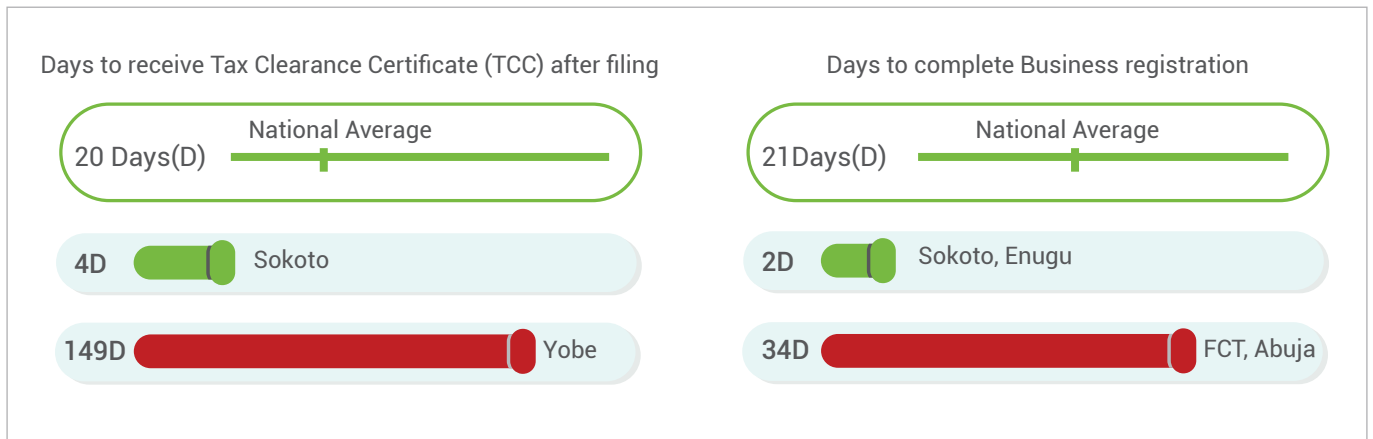 Days to receive Tax Clearance Certificate (TCC) after filing
National Average
20 Days(D)
4D Sokoto
149D Yobe
Days to complete Business registration
National Average
21Days(D)
2D Sokoto, Enugu
34D FCT, Abuja